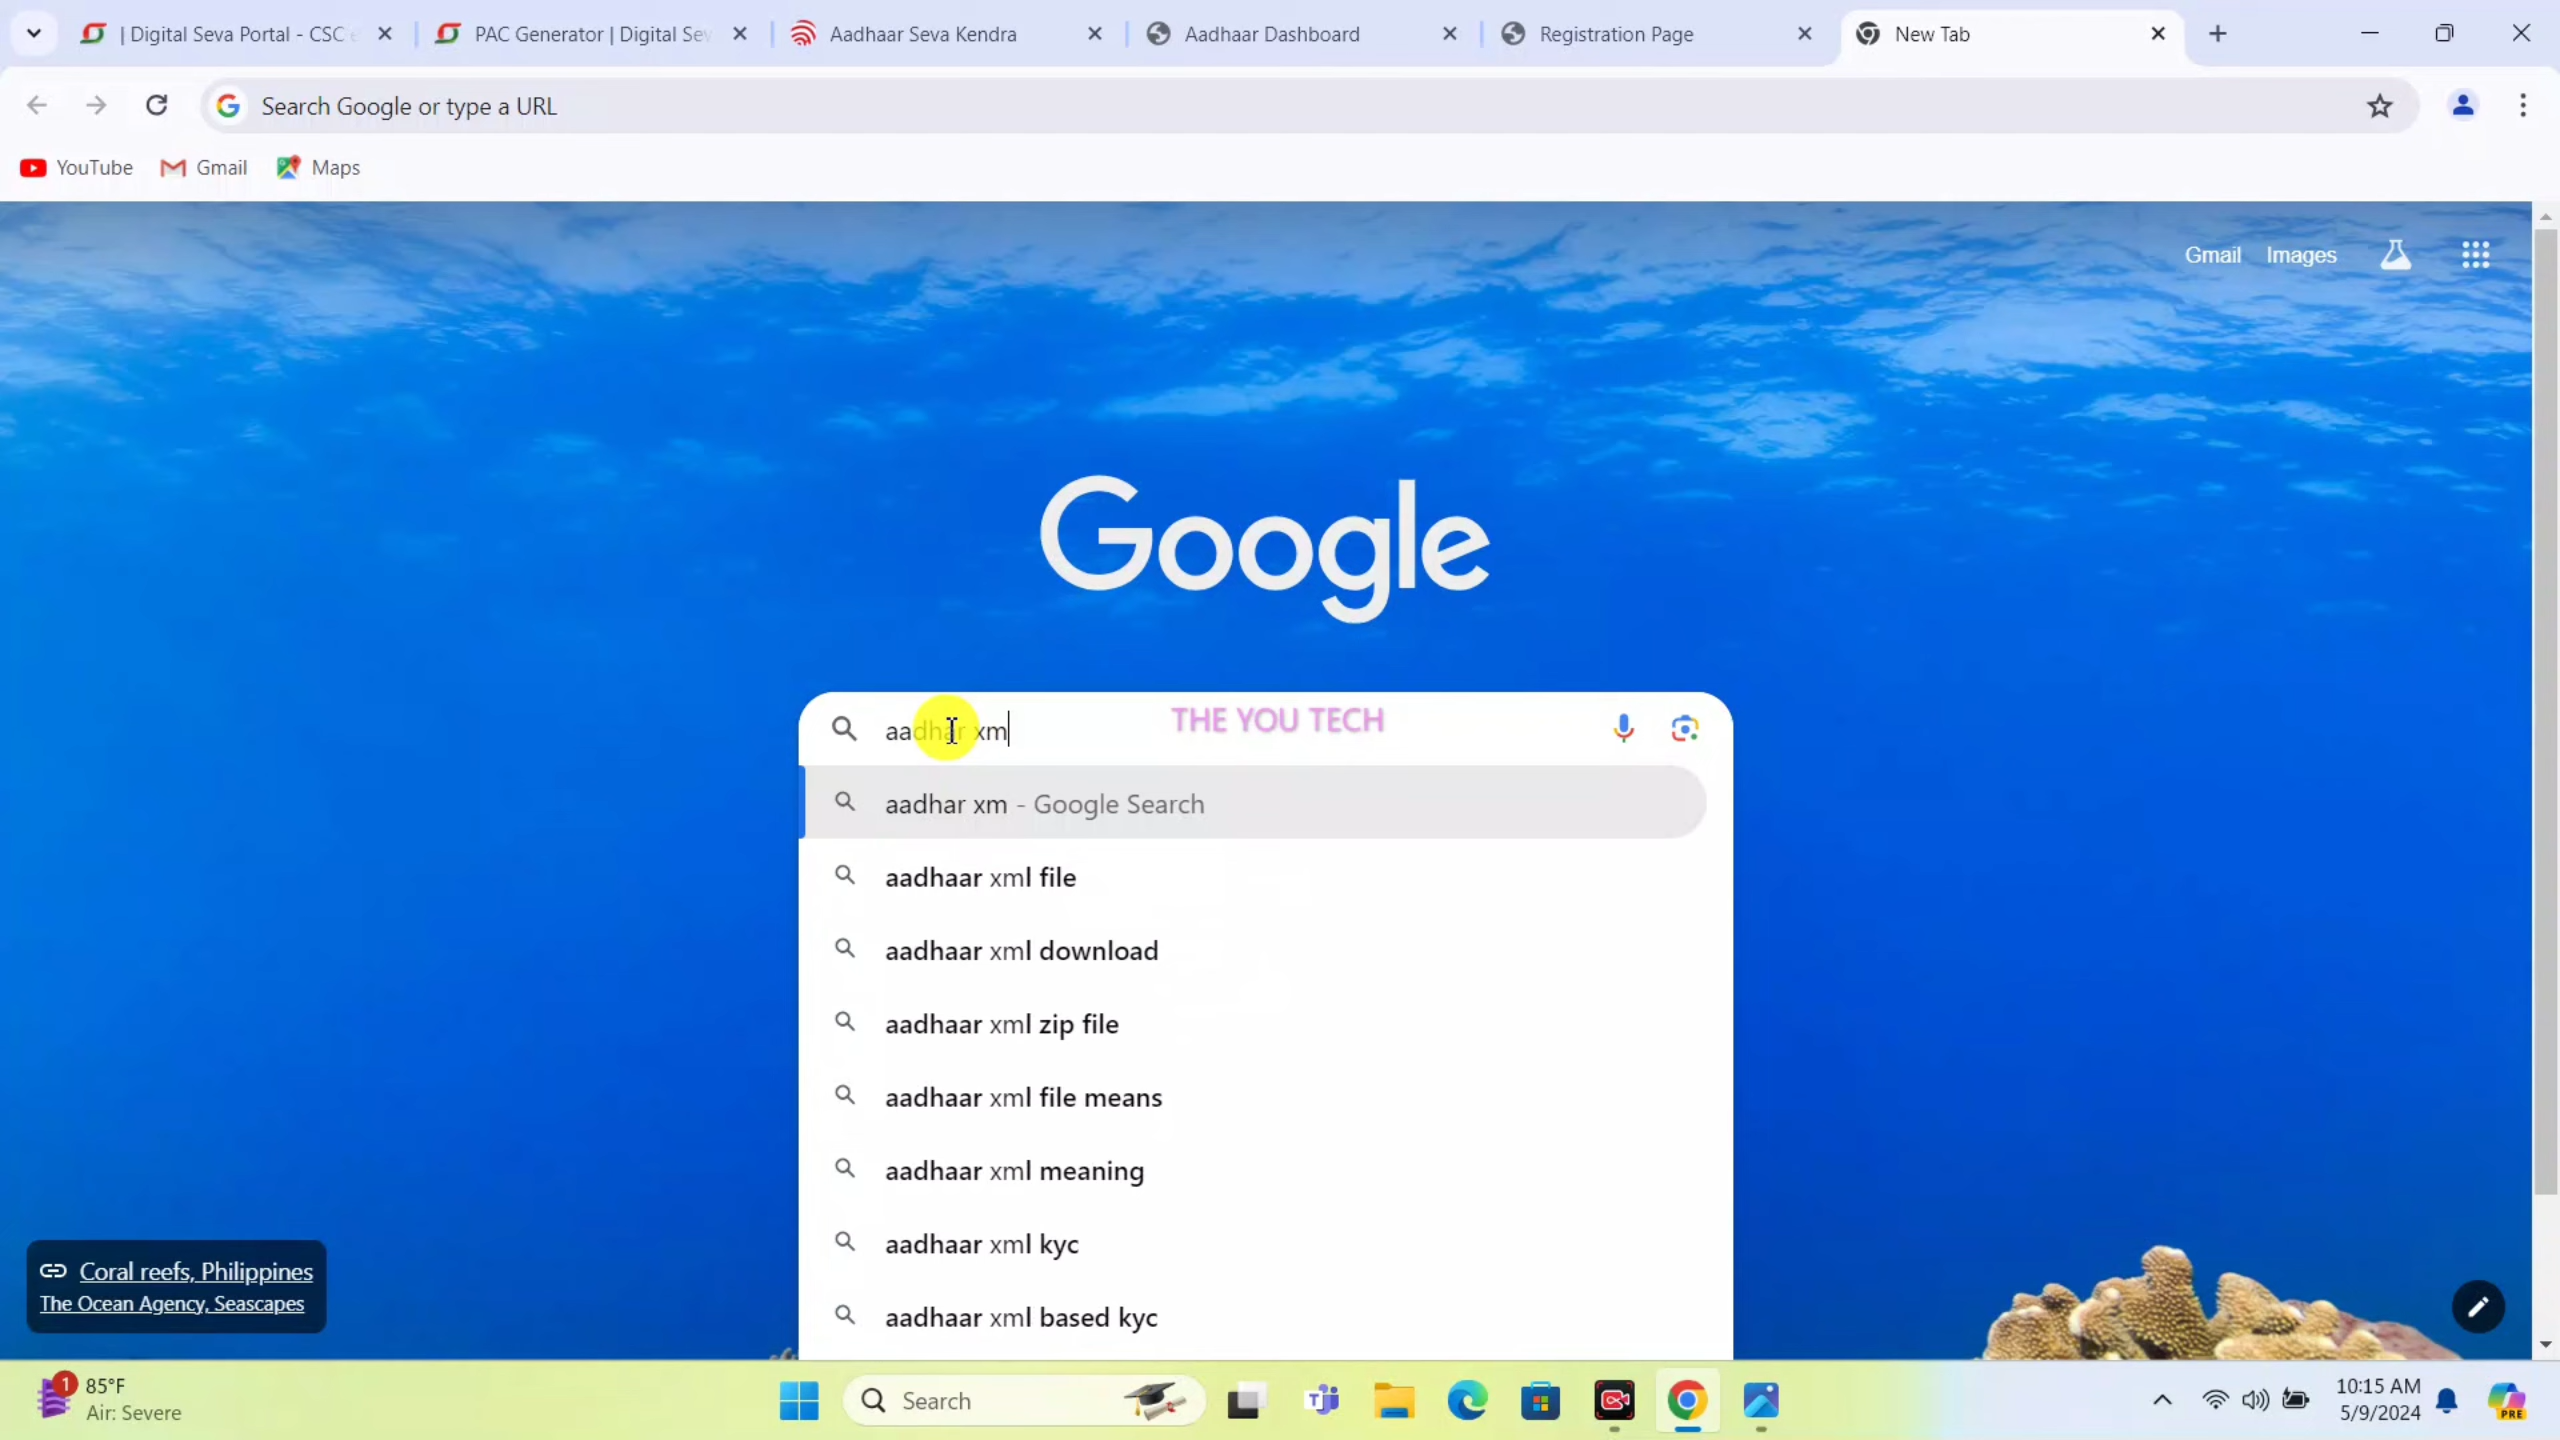 | Digital Seva Portal - CSC e
PAC Generator | Digital Sev
Aadhaar Seva Kendra
Aadhaar Dashboard
Registration Page
New Tab
Search Google or type a URL
YouTube
Gmail
Maps
Gmail
Images
Google
aadhar xm
THE YOU TECH
aadhar xm - Google Search
aadhaar xml file
aadhaar xml download
aadhaar xml zip file
aadhaar xml file means
aadhaar xml meaning
aadhaar xml kyc
aadhaar xml based kyc
Coral reefs, Philippines
The Ocean Agency, Seascapes
1
85°F
Air: Severe
Search
10:15 AM
5/9/2024
PRE